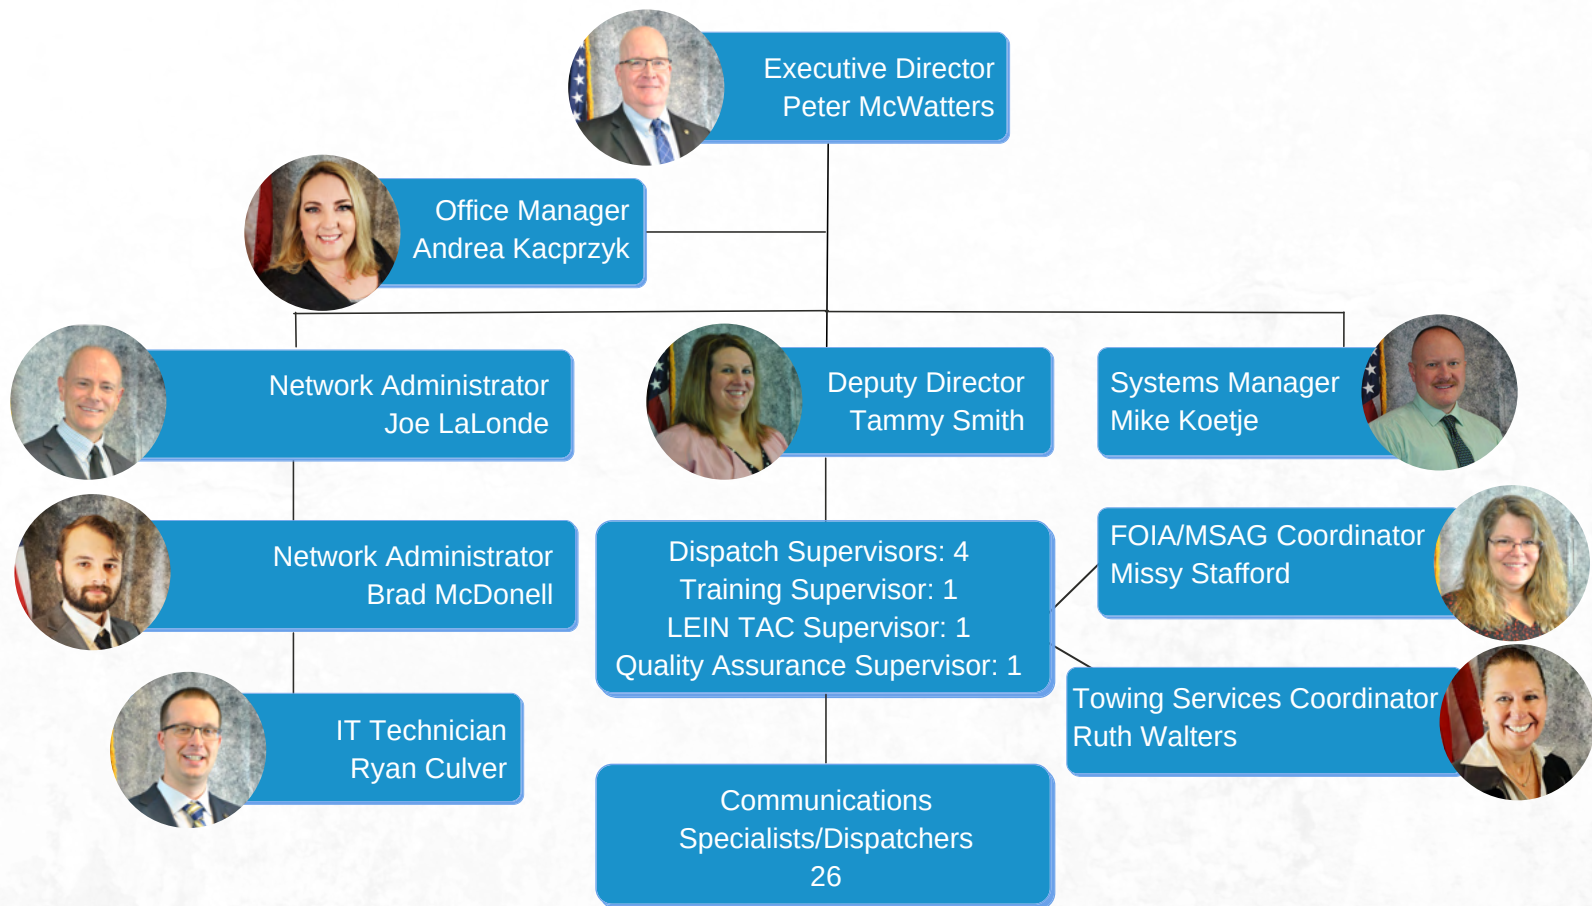 Executive Director
Peter McWatters
Office Manager
Andrea Kacprzyk
Network Administrator
Joe LaLonde
Deputy Director
Tammy Smith
Systems Manager
Mike Koetje
Network Administrator
Brad McDonell
Dispatch Supervisors: 4
Training Supervisor: 1
LEIN TAC Supervisor: 1
Quality Assurance Supervisor: 1
FOIA/MSAG Coordinator
Missy Stafford
Towing Services Coordinator
Ruth Walters
IT Technician
Ryan Culver
Communications
Specialists/Dispatchers
26